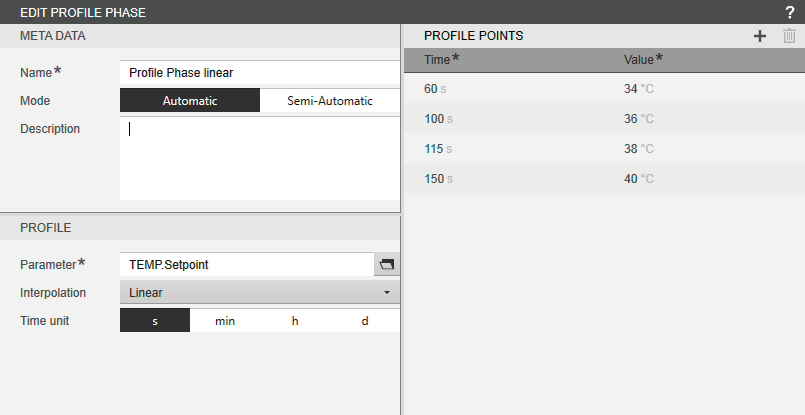 EDIT PROFILE PHASE ?
META DATA
Name*
Profile Phase linear
Mode
Automatic Semi-Automatic
Description
PROFILE
Parameter*
TEMP.Setpoint
Interpolation
Linear
Time unit
s min h d
PROFILE POINTS
Time* Value*
60 s 34 °C
100 s 36 °C
115 s 38 °C
150 s 40 °C